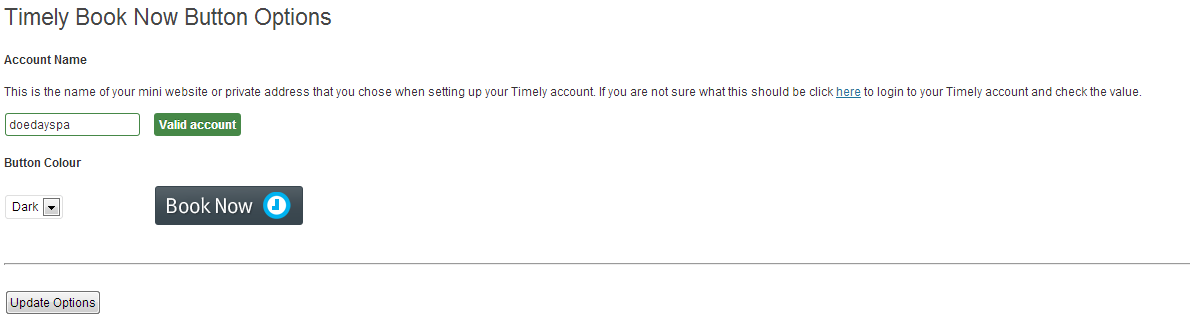 Timely Book Now Button Options
Account Name
This is the name of your mini website or private address that you chose when setting up your Timely account. If you are not sure what this should be click here to login to your Timely account and check the value.
doedayspa Valid account
Button Colour
Dark Book Now
Update Options